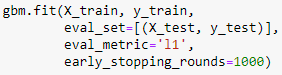 gbm.fit(X_train, y_train,
eval_set=[(X_test, y_test)],
eval_metric='l1',
early_stopping_rounds=1000)